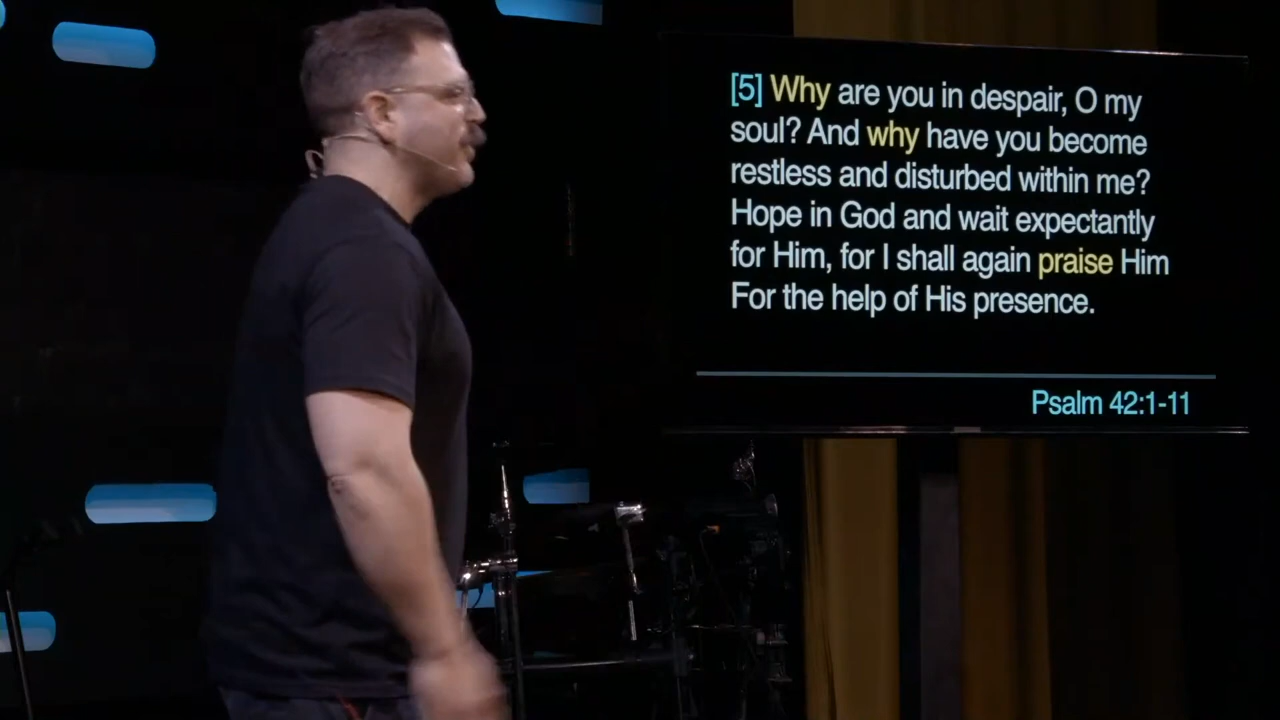 [5] Why are you in despair, O my
soul? And why have you become
restless and disturbed within me?
Hope in God and wait expectantly
for Him, for I shall again praise Him
For the help of His presence.
Psalm 42:1-11